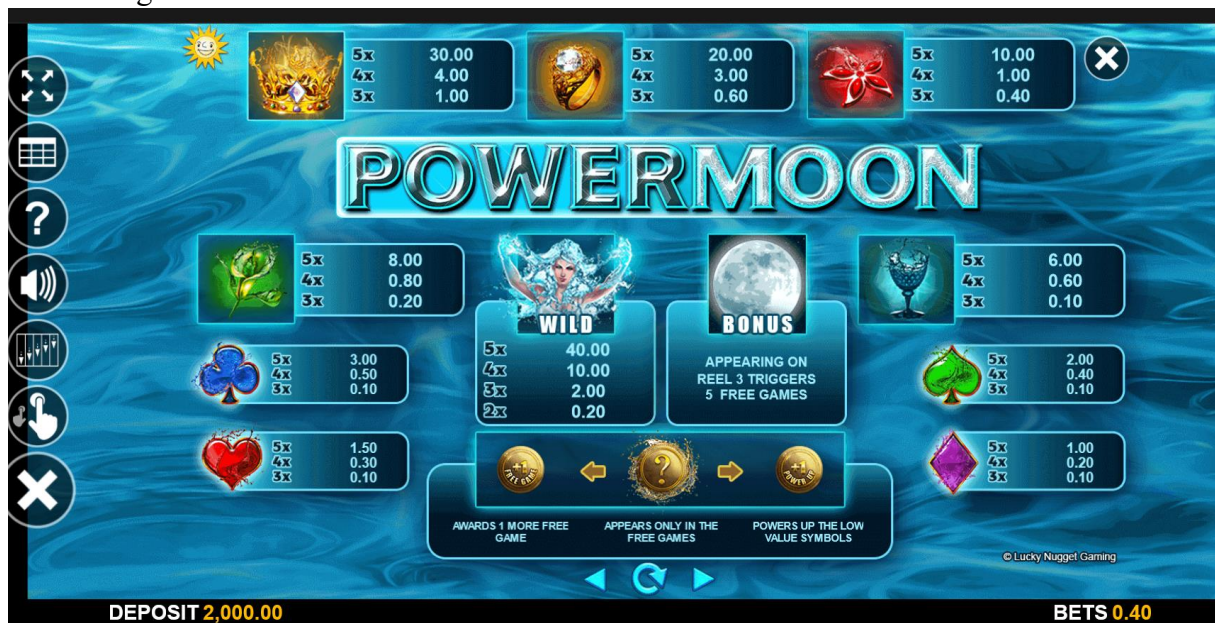 5x 30.00
4x 4.00
3x 1.00
5x 20.00
4x 3.00
3x 0.60
5x 10.00
4x 1.00
3x 0.40
POWERMOON
5x 8.00
4x 0.80
3x 0.20
WILD
5x 40.00
4x 10.00
3x 2.00
2x 0.20
BONUS
APPEARING ON
REEL 3 TRIGGERS
5 FREE GAMES
5x 6.00
4x 0.60
3x 0.10
5x 3.00
4x 0.50
3x 0.10
5x 2.00
4x 0.40
3x 0.10
5x 1.50
4x 0.30
3x 0.10
+1
FREE GAME
?
+1
POWER UP
5x 1.00
4x 0.20
3x 0.10
AWARDS 1 MORE FREE
GAME
APPEARS ONLY IN THE
FREE GAMES
POWERS UP THE LOW
VALUE SYMBOLS
© Lucky Nugget Gaming
?
DEPOSIT 2,000.00
BETS 0.40